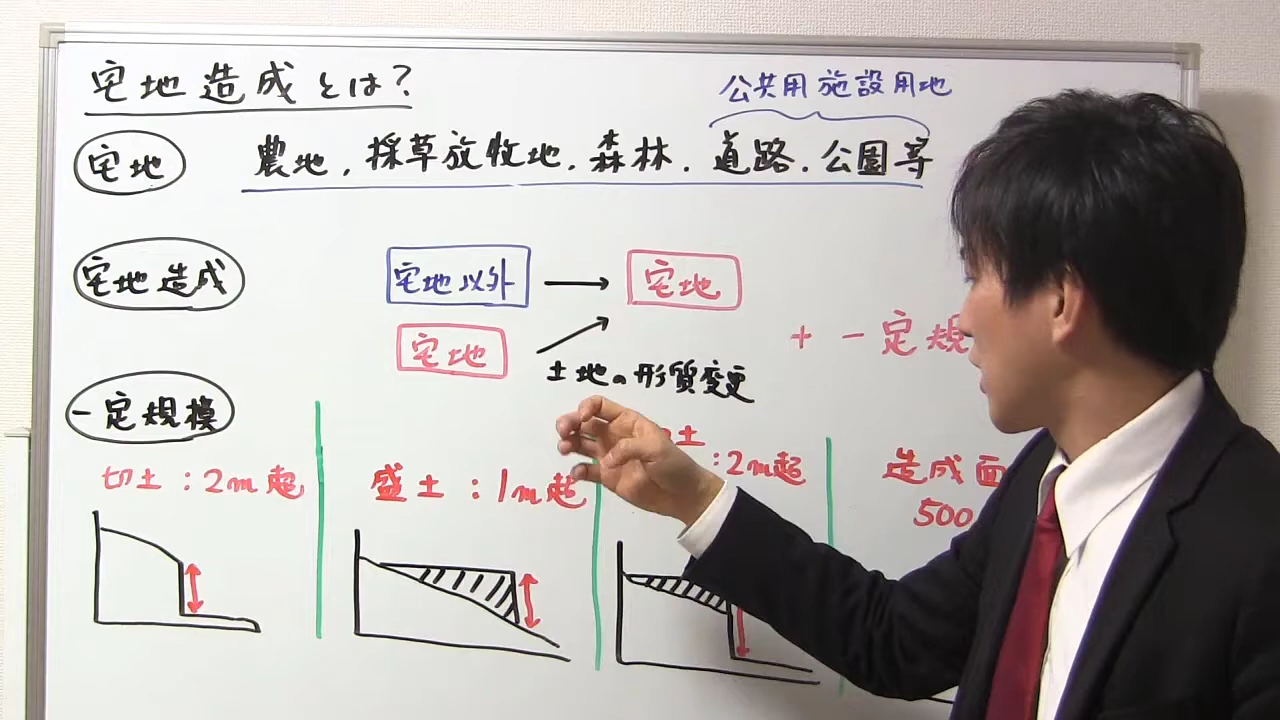 宅地造成とは?
公共用施設用地
宅地
農地,採草放牧地,森林,道路,公園等
宅地造成
宅地以外
宅地
宅地
土地の形質変更
+一定規
一定規模
切土:2m超
盛土:1m超
土
:2m超
造成面
500